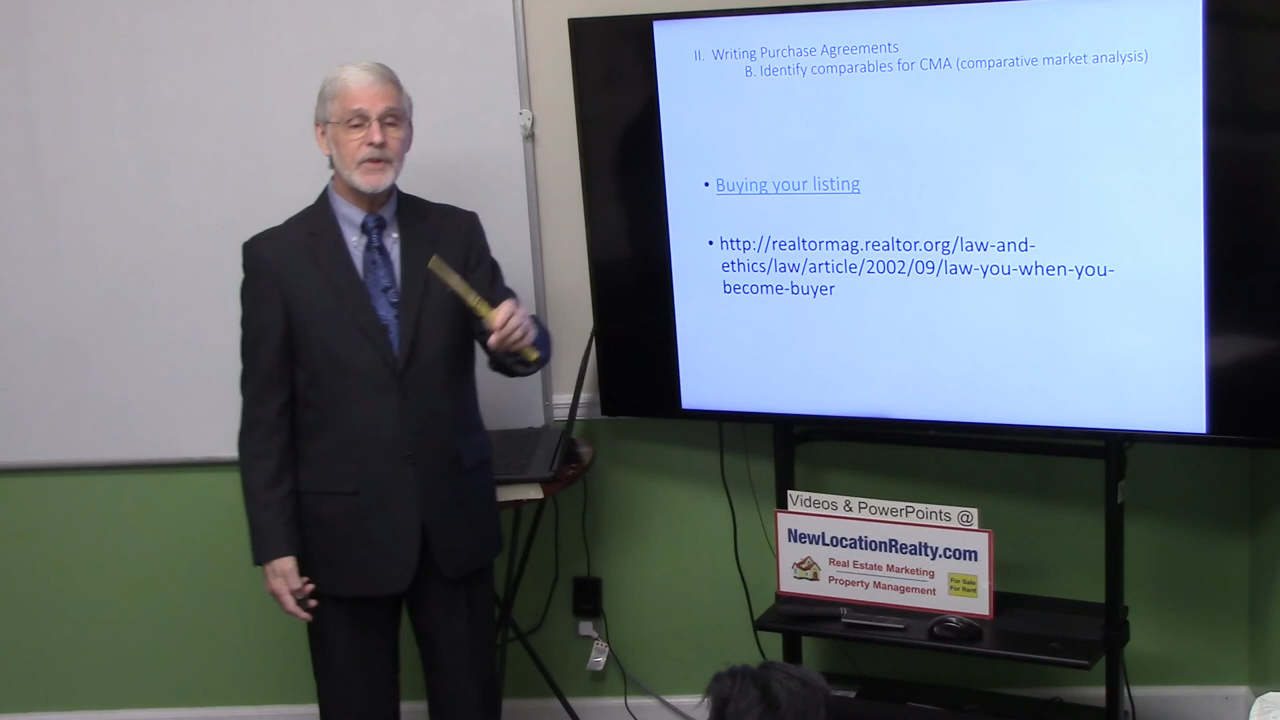 II. Writing Purchase Agreements
B. Identify comparables for CMA (comparative market analysis)
• Buying your listing
• http://realtormag.realtor.org/law-and-
ethics/law/article/2002/09/law-you-when-you-
become-buyer
Videos & PowerPoints @
NewLocationRealty.com
Real Estate Marketing
Property Management
For Sale
For Rent